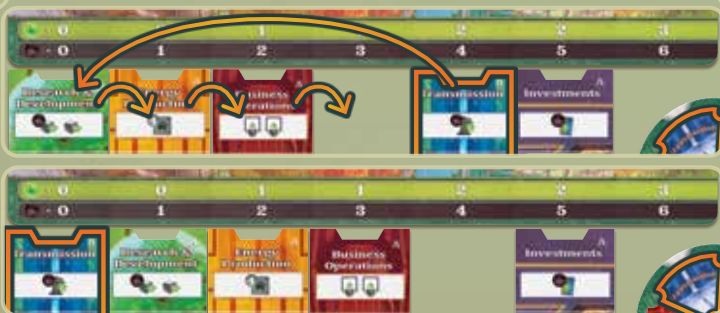 0 0 1 1 2 2 3
0 1 2 3 4 5 6
A
Research &
Development
Energy
Production
Business
Operations
Transmission
Investments
0 0 1 1 2 2 3
0 1 2 3 4 5 6
Transmission
Research &
Development
Energy
Production
Business
Operations
Investments
A